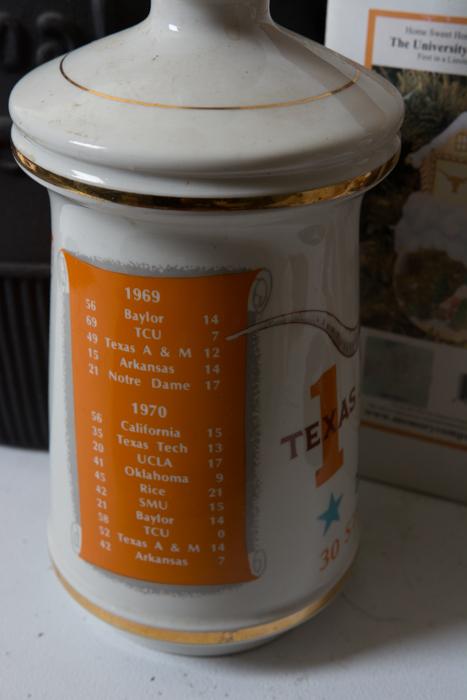 1969
56 Baylor 14
69 TCU 7
49 Texas A & M 12
15 Arkansas 14
21 Notre Dame 17
1970
56 California 15
35 Texas Tech 13
20 UCLA 17
41 Oklahoma 9
45 Rice 21
42 SMU 15
21 Baylor 14
58 TCU 0
52 Texas A & M 14
42 Arkansas 7
1
TEXAS
30
Home Sweet
The University
First in a